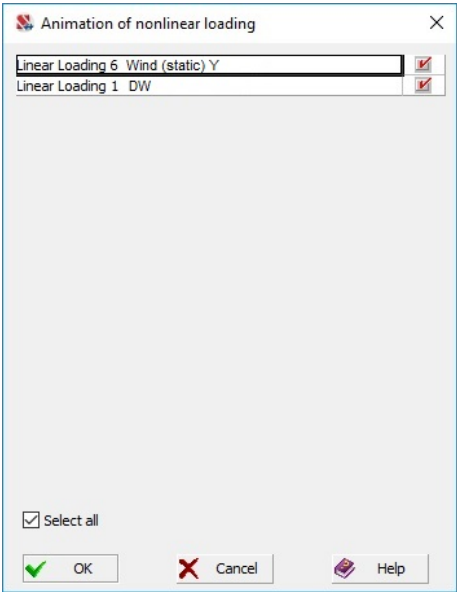 Animation of nonlinear loading
Linear Loading 6 Wind (static) Y
Linear Loading 1 DW
Select all
OK Cancel Help